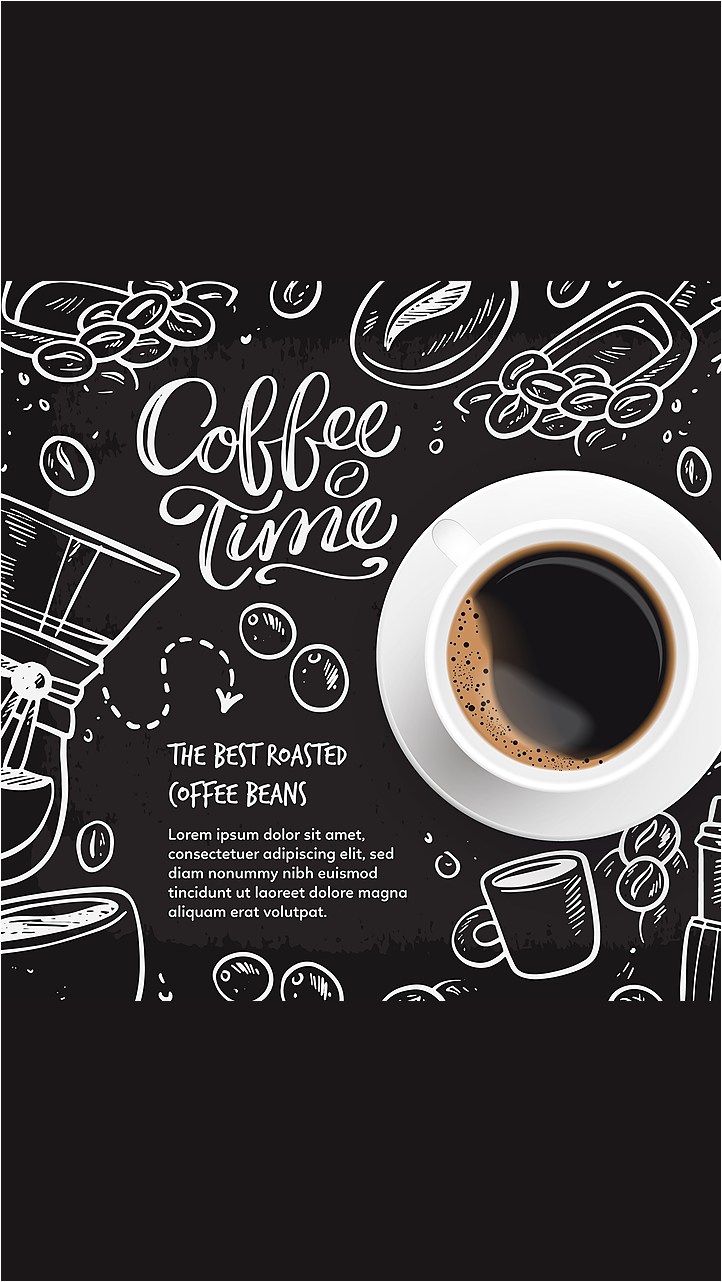 Coffee
Time
THE BEST ROASTED
COFFEE BEANS
Lorem ipsum dolor sit amet,
consectetuer adipiscing elit, sed
diam nonummy nibh euismod
tincidunt ut laoreet dolore magna
aliquam erat volutpat.